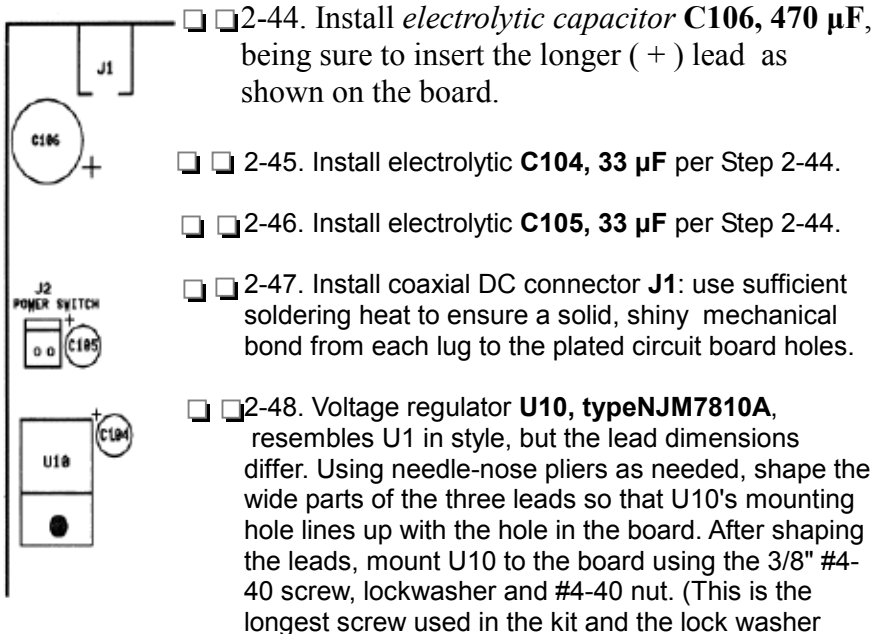 J1
C106
+
J2
POWER SWITCH
+
C105
+
C104
U10
2-44. Install electrolytic capacitor C106, 470 µF,
being sure to insert the longer ( + ) lead as
shown on the board.
2-45. Install electrolytic C104, 33 µF per Step 2-44.
2-46. Install electrolytic C105, 33 µF per Step 2-44.
2-47. Install coaxial DC connector J1: use sufficient
soldering heat to ensure a solid, shiny mechanical
bond from each lug to the plated circuit board holes.
2-48. Voltage regulator U10, typeNJM7810A,
resembles U1 in style, but the lead dimensions
differ. Using needle-nose pliers as needed, shape the
wide parts of the three leads so that U10's mounting
hole lines up with the hole in the board. After shaping
the leads, mount U10 to the board using the 3/8" #4-
40 screw, lockwasher and #4-40 nut. (This is the
longest screw used in the kit and the lock washer